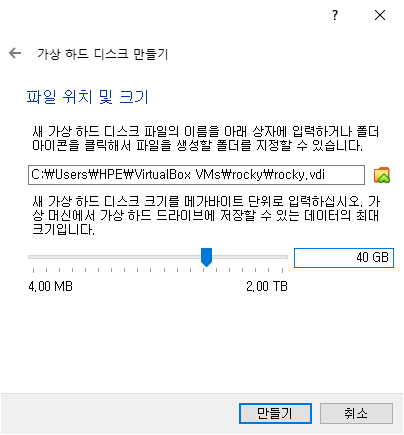 ?
가상 하드 디스크 만들기
파일 위치 및 크기
새 가상 하드 디스크 파일의 이름을 아래 상자에 입력하거나 폴더
아이콘을 클릭해서 파일을 생성할 폴더를 지정할 수 있습니다.
C:₩Users₩HPE₩VirtualBox VMs₩rocky₩rocky.vdi
새 가상 하드 디스크 크기를 메가바이트 단위로 입력하십시오. 가
상 머신에서 가상 하드 드라이브에 저장할 수 있는 데이터의 최대
크기입니다.
40 GB
4.00 MB 2.00 TB
만들기 취소